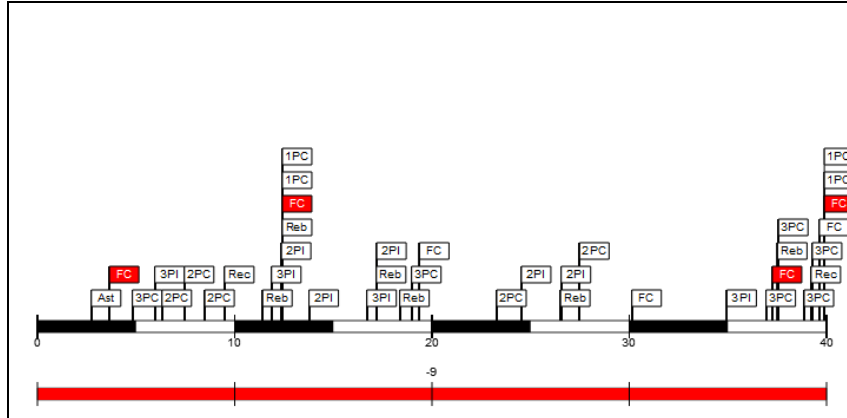 1PC 1PC
1PC 1PC
FC FC
Reb 3PC FC
2PI 2PI FC 2PC Reb 3PC
FC 3PI 2PC Rec 3PI Reb 3PC 2PI 2PI FC Rec
Ast 3PC 2PC 2PC Reb 2PI 3PI Reb 2PC Reb FC 3PI 3PC 3PC
0 10 20 30 40
-9